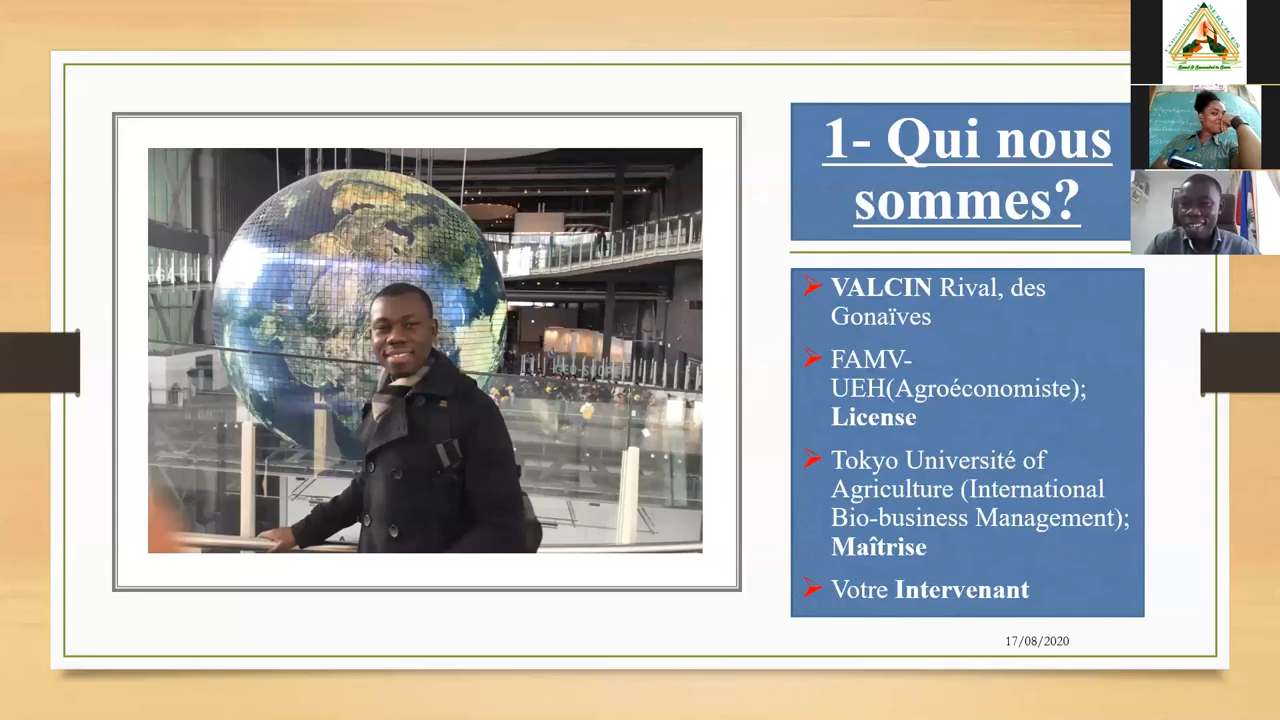 1- Qui nous
sommes?
VALCIN Rival, des
Gonaïves
FAMV-
UEH(Agroéconomiste);
License
Tokyo Université of
Agriculture (International
Bio-business Management);
Maîtrise
Votre Intervenant
17/08/2020